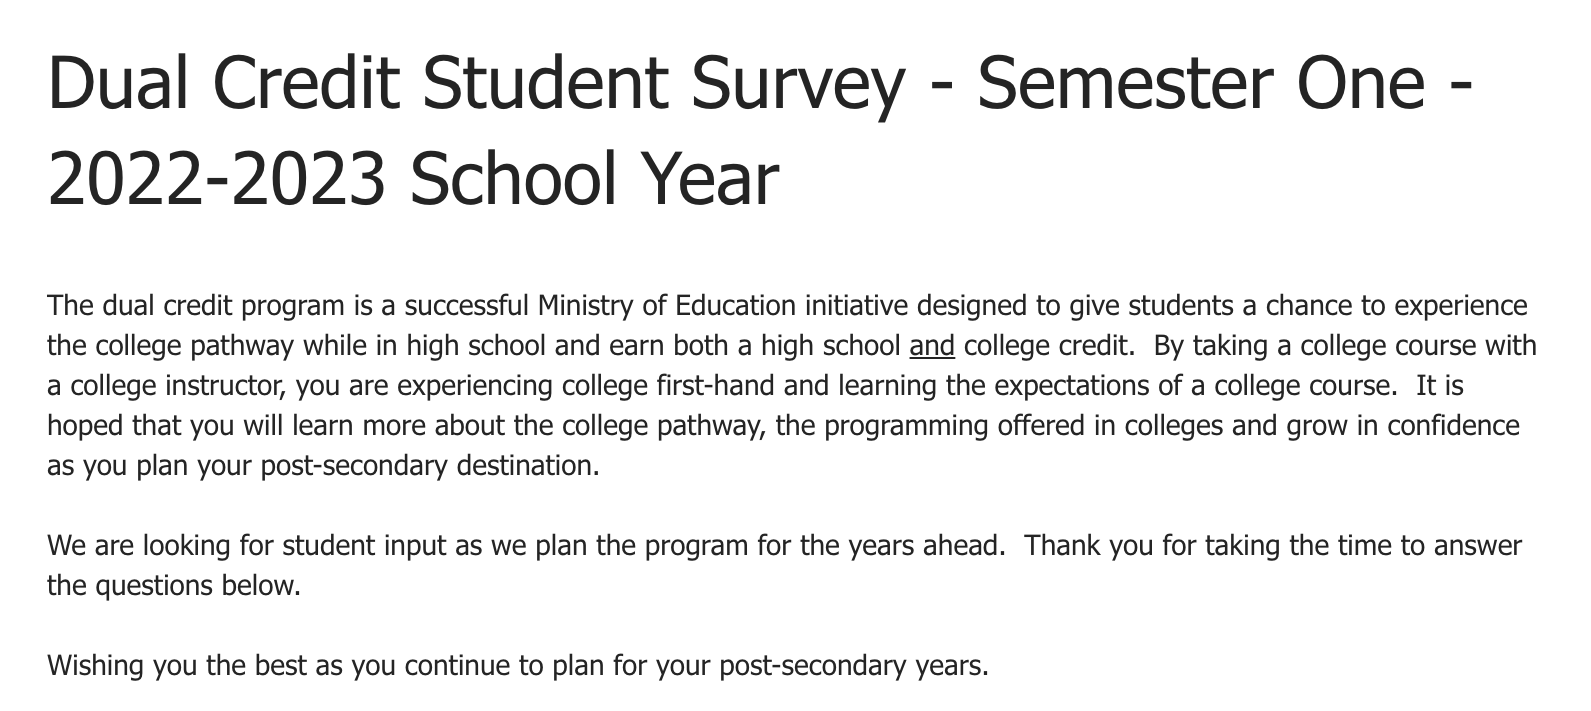 Dual Credit Student Survey - Semester One -
2022-2023 School Year
The dual credit program is a successful Ministry of Education initiative designed to give students a chance to experience
the college pathway while in high school and earn both a high school and college credit.  By taking a college course with
a college instructor, you are experiencing college first-hand and learning the expectations of a college course.  It is
hoped that you will learn more about the college pathway, the programming offered in colleges and grow in confidence
as you plan your post-secondary destination.
We are looking for student input as we plan the program for the years ahead.  Thank you for taking the time to answer
the questions below.
Wishing you the best as you continue to plan for your post-secondary years.